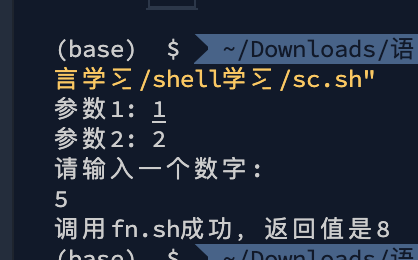 (base) $ ~/Downloads/语
言学习/shell学习/sc.sh"
参数1: 1
参数2: 2
请输入一个数字:
5
调用fn.sh成功, 返回值是8
(base) $ ~/Downloads/语